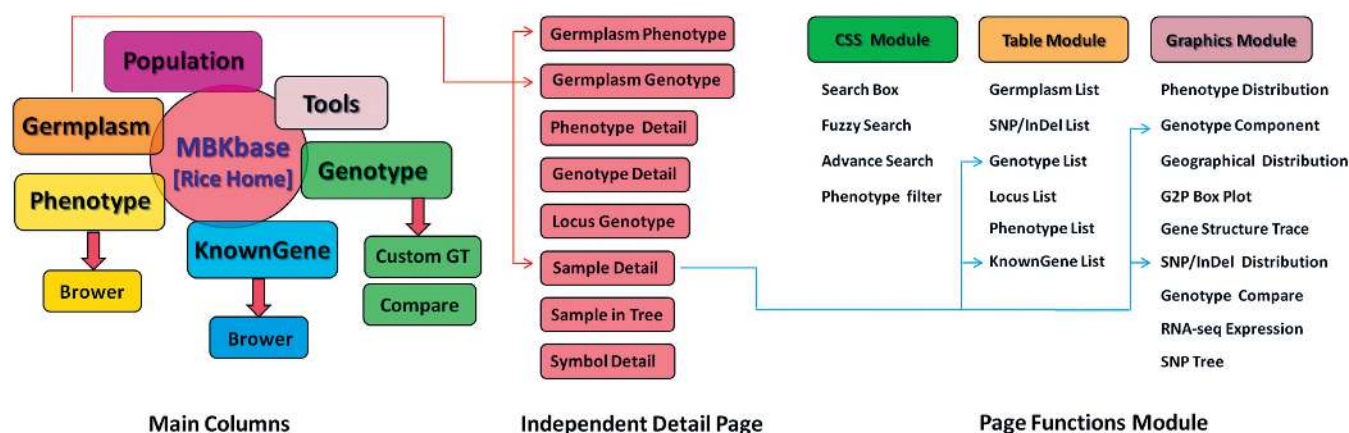 Population
Germplasm
Tools
MBKbase
[Rice Home]
Phenotype
Genotype
KnownGene
Brower
Custom GT
Compare
Brower
Main Columns
Germplasm Phenotype
Germplasm Genotype
Phenotype Detail
Genotype Detail
Locus Genotype
Sample Detail
Sample in Tree
Symbol Detail
Independent Detail Page
CSS Module
Search Box
Fuzzy Search
Advance Search
Phenotype filter
Table Module
Germplasm List
SNP/InDel List
Genotype List
Locus List
Phenotype List
KnownGene List
Graphics Module
Phenotype Distribution
Genotype Component
Geographical Distribution
G2P Box Plot
Gene Structure Trace
SNP/InDel Distribution
Genotype Compare
RNA-seq Expression
SNP Tree
Page Functions Module